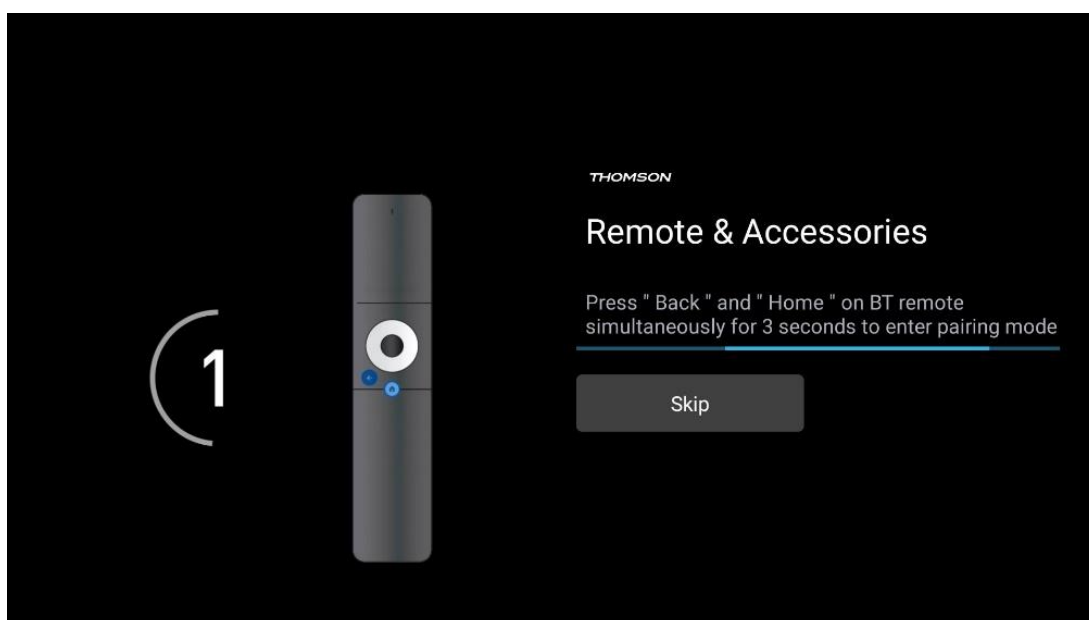 THOMSON
Remote & Accessories
Press " Back " and " Home " on BT remote
simultaneously for 3 seconds to enter pairing mode
1
Skip